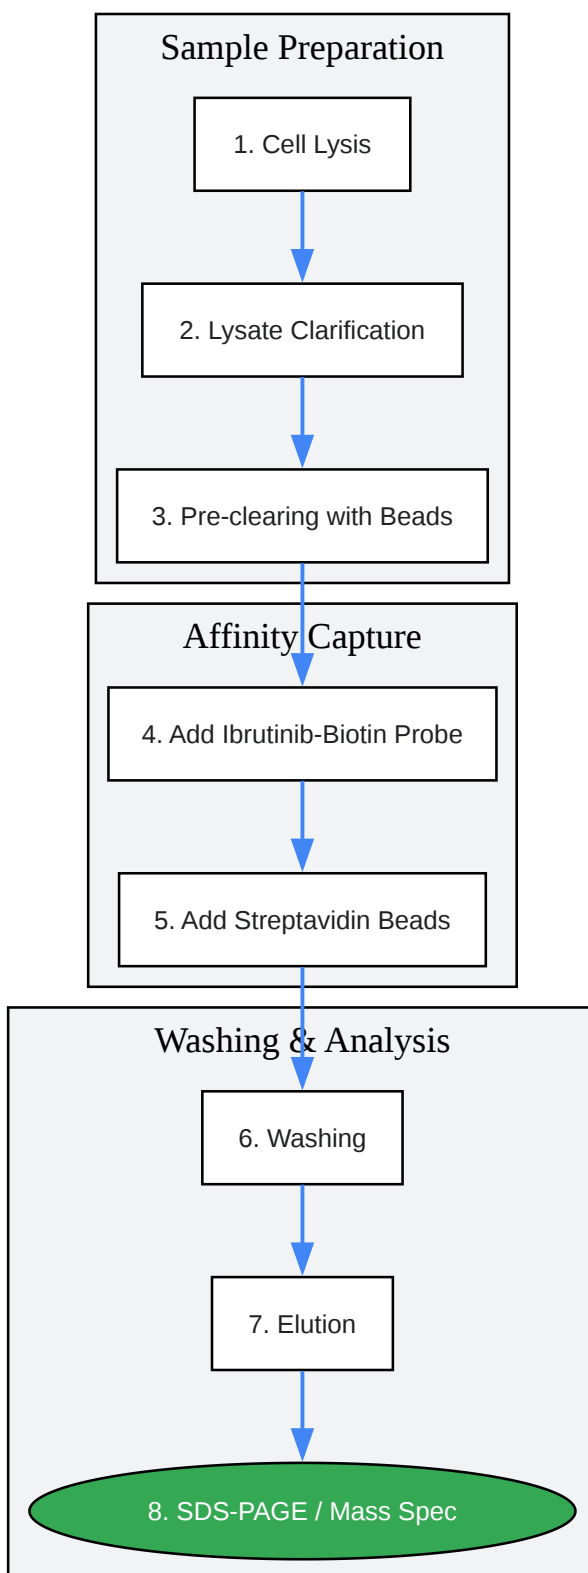 Sample Preparation
1. Cell Lysis
2. Lysate Clarification
3. Pre-clearing with Beads
Affinity Capture
4. Add Ibrutinib-Biotin Probe
5. Add Streptavidin Beads
Washing & Analysis
6. Washing
7. Elution
8. SDS-PAGE / Mass Spec